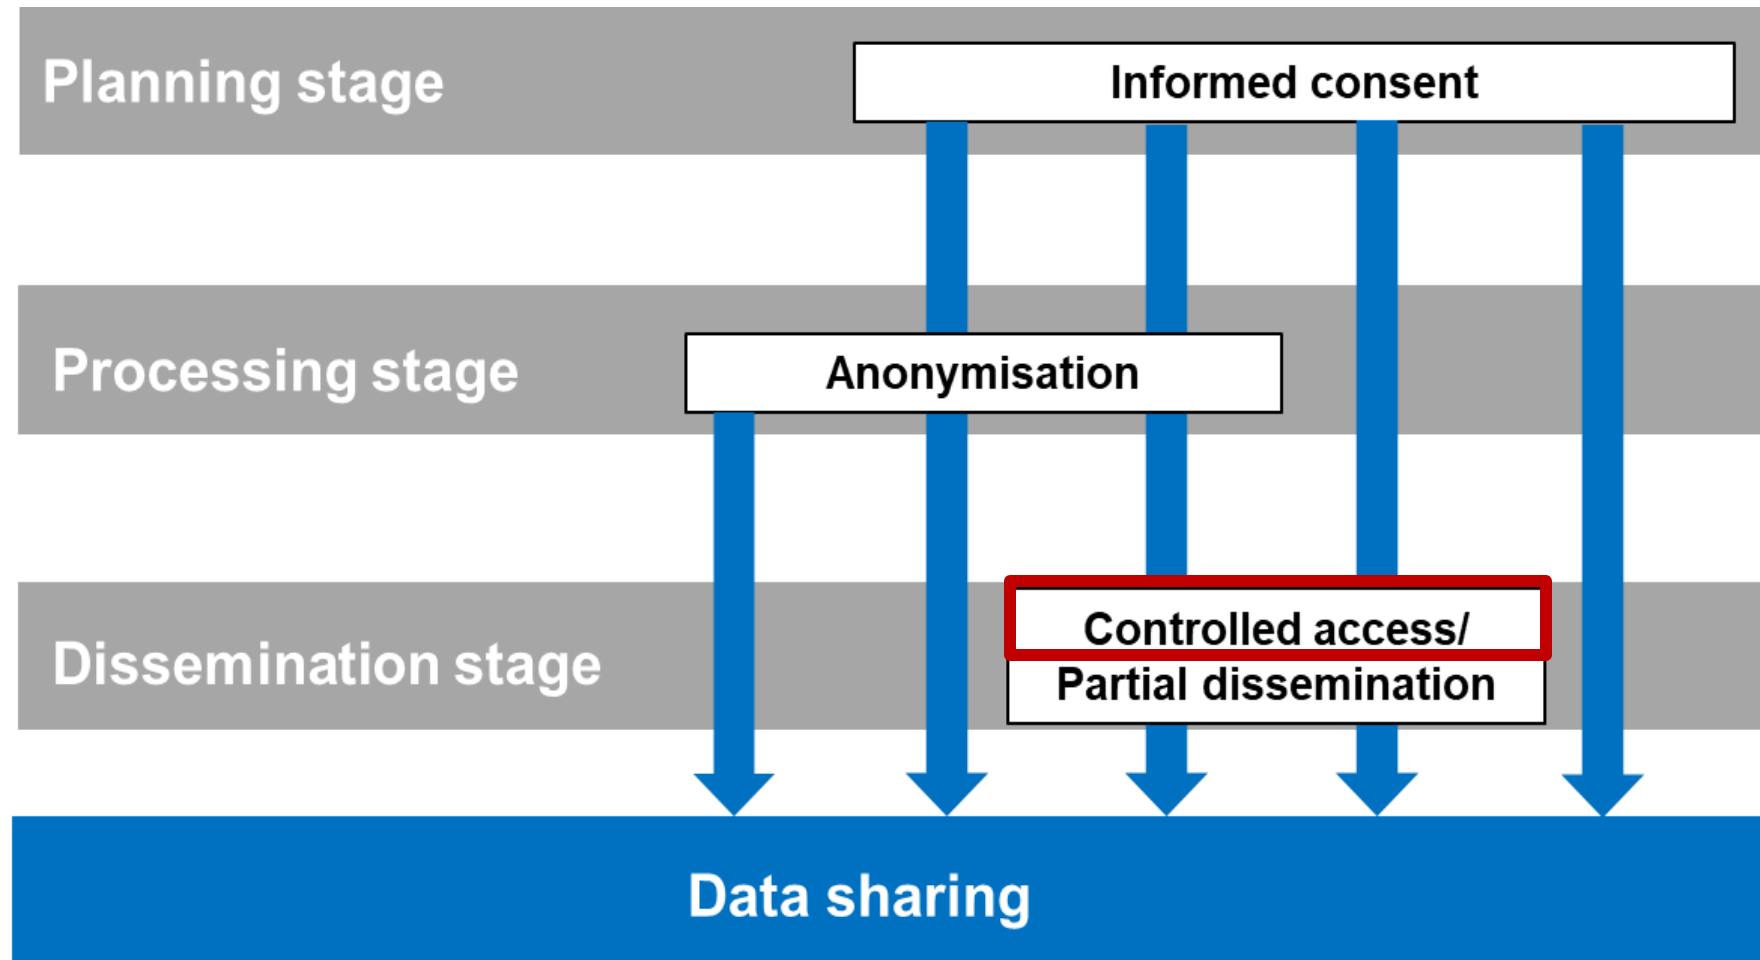 Planning stage
Informed consent
Processing stage
Anonymisation
Dissemination stage
Controlled access/
Partial dissemination
Data sharing